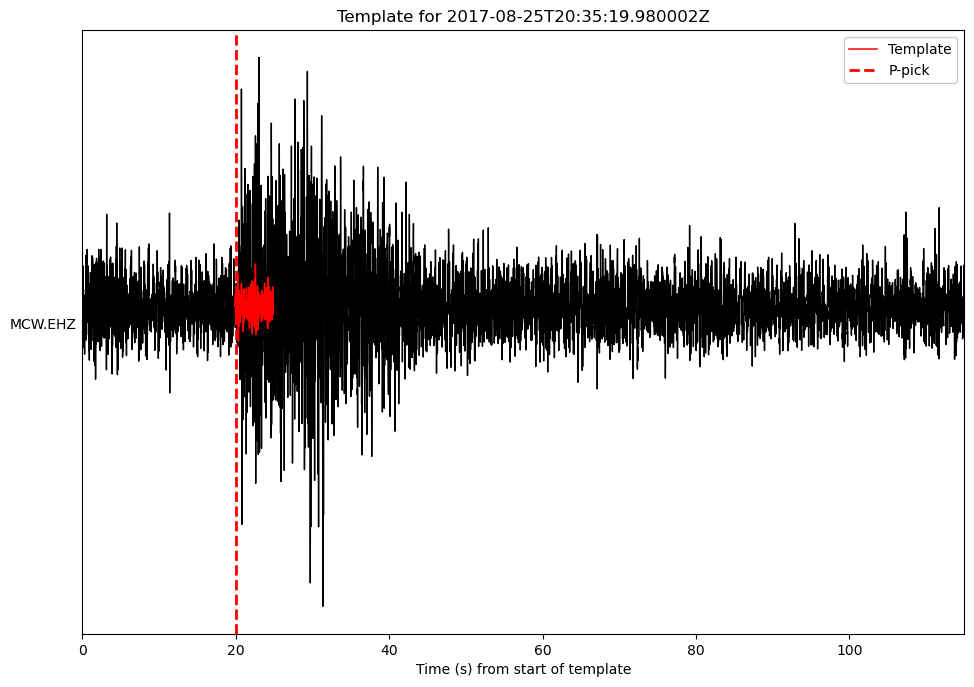 Template for 2017-08-25T20:35:19.980002Z
Template
P-pick
MCW.EHZ
0 20 40 60 80 100
Time (s) from start of template